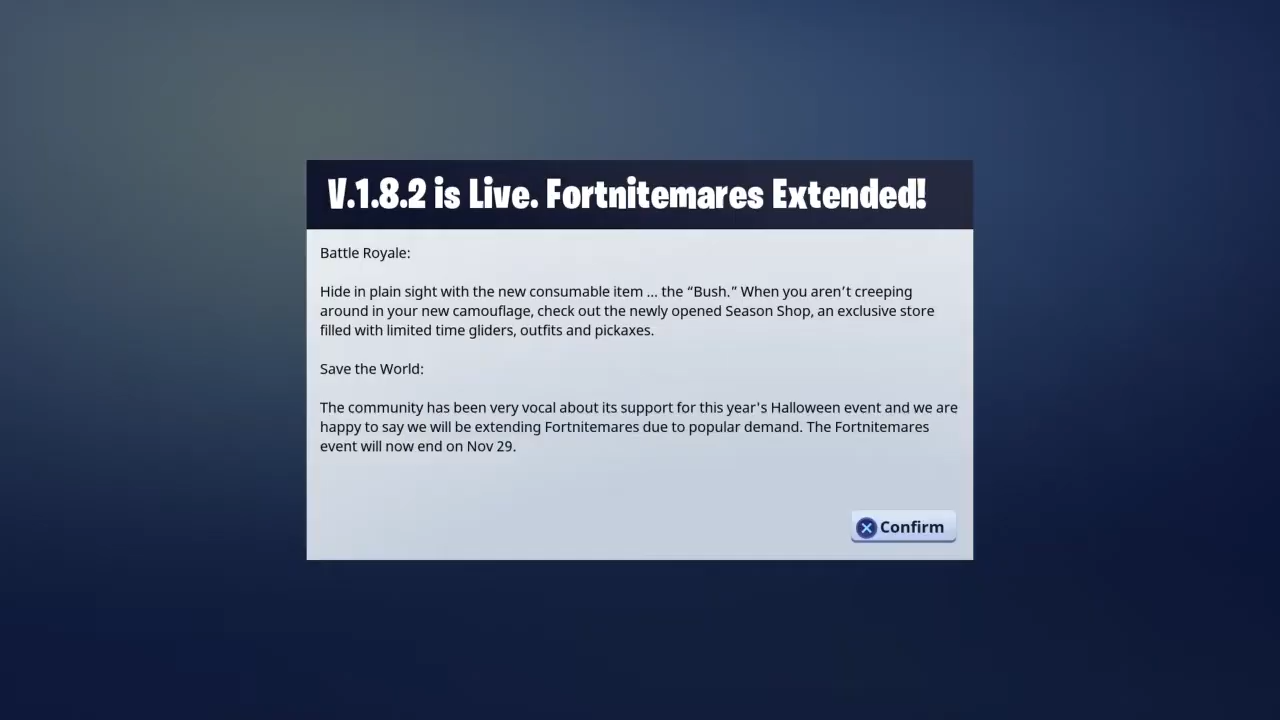 V.1.8.2 is Live. Fortnitemares Extended!
Battle Royale:
Hide in plain sight with the new consumable item ... the “Bush.” When you aren’t creeping
around in your new camouflage, check out the newly opened Season Shop, an exclusive store
filled with limited time gliders, outfits and pickaxes.
Save the World:
The community has been very vocal about its support for this year's Halloween event and we are
happy to say we will be extending Fortnitemares due to popular demand. The Fortnitemares
event will now end on Nov 29.
Confirm